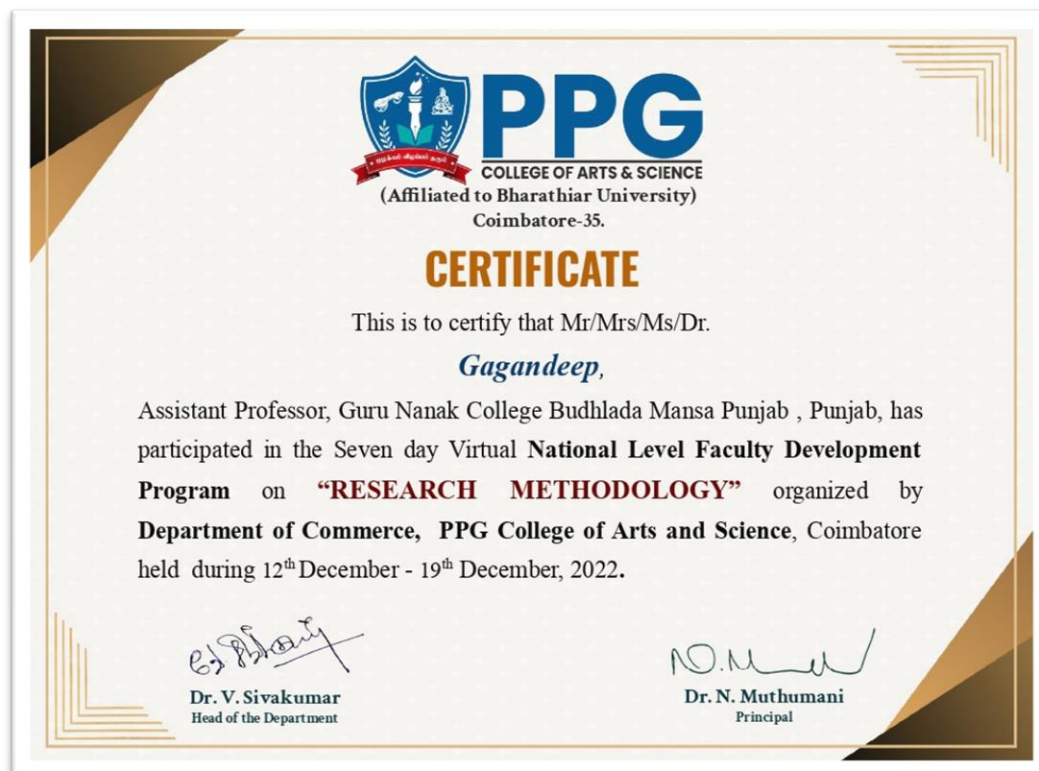 PPG
COLLEGE OF ARTS & SCIENCE
(Affiliated to Bharathiar University)
Coimbatore-35.
CERTIFICATE
This is to certify that Mr/Mrs/Ms/Dr.
Gagandeep,
Assistant Professor, Guru Nanak College Budhlada Mansa Punjab , Punjab, has
participated in the Seven day Virtual National Level Faculty Development
Program on “RESEARCH METHODOLOGY” organized by
Department of Commerce, PPG College of Arts and Science, Coimbatore
held during 12th December - 19th December, 2022.
Dr. V. Sivakumar
Head of the Department
Dr. N. Muthumani
Principal